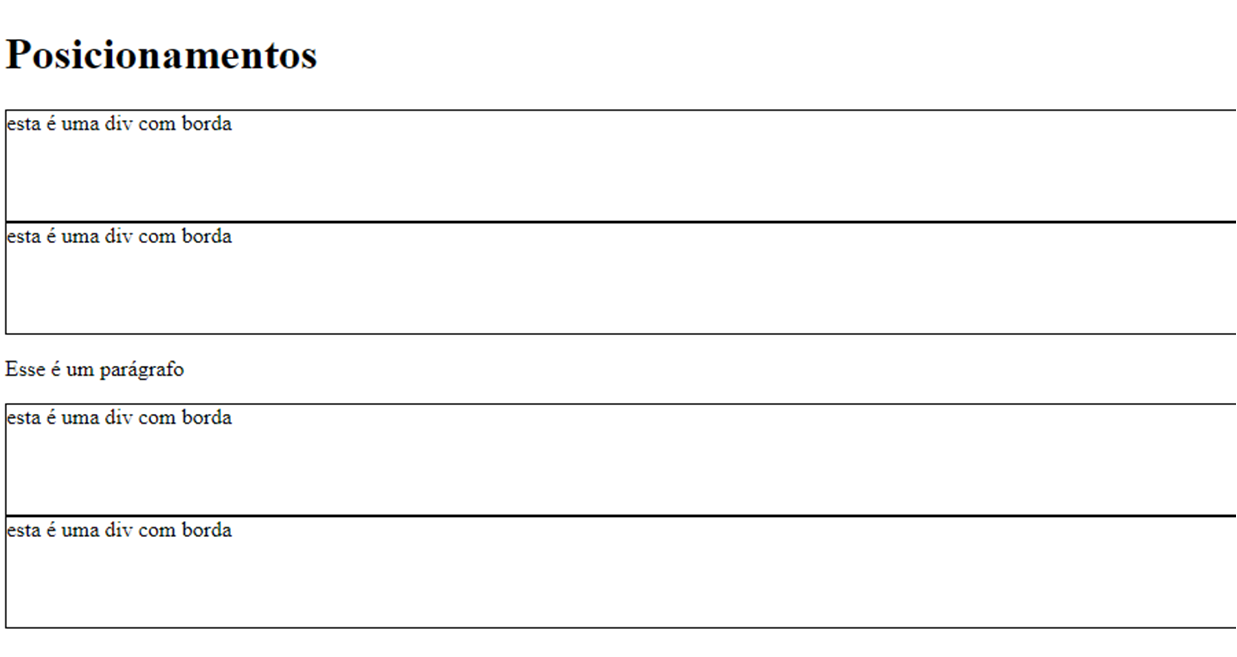 Posicionamentos
esta é uma div com borda
esta é uma div com borda
Esse é um parágrafo
esta é uma div com borda
esta é uma div com borda